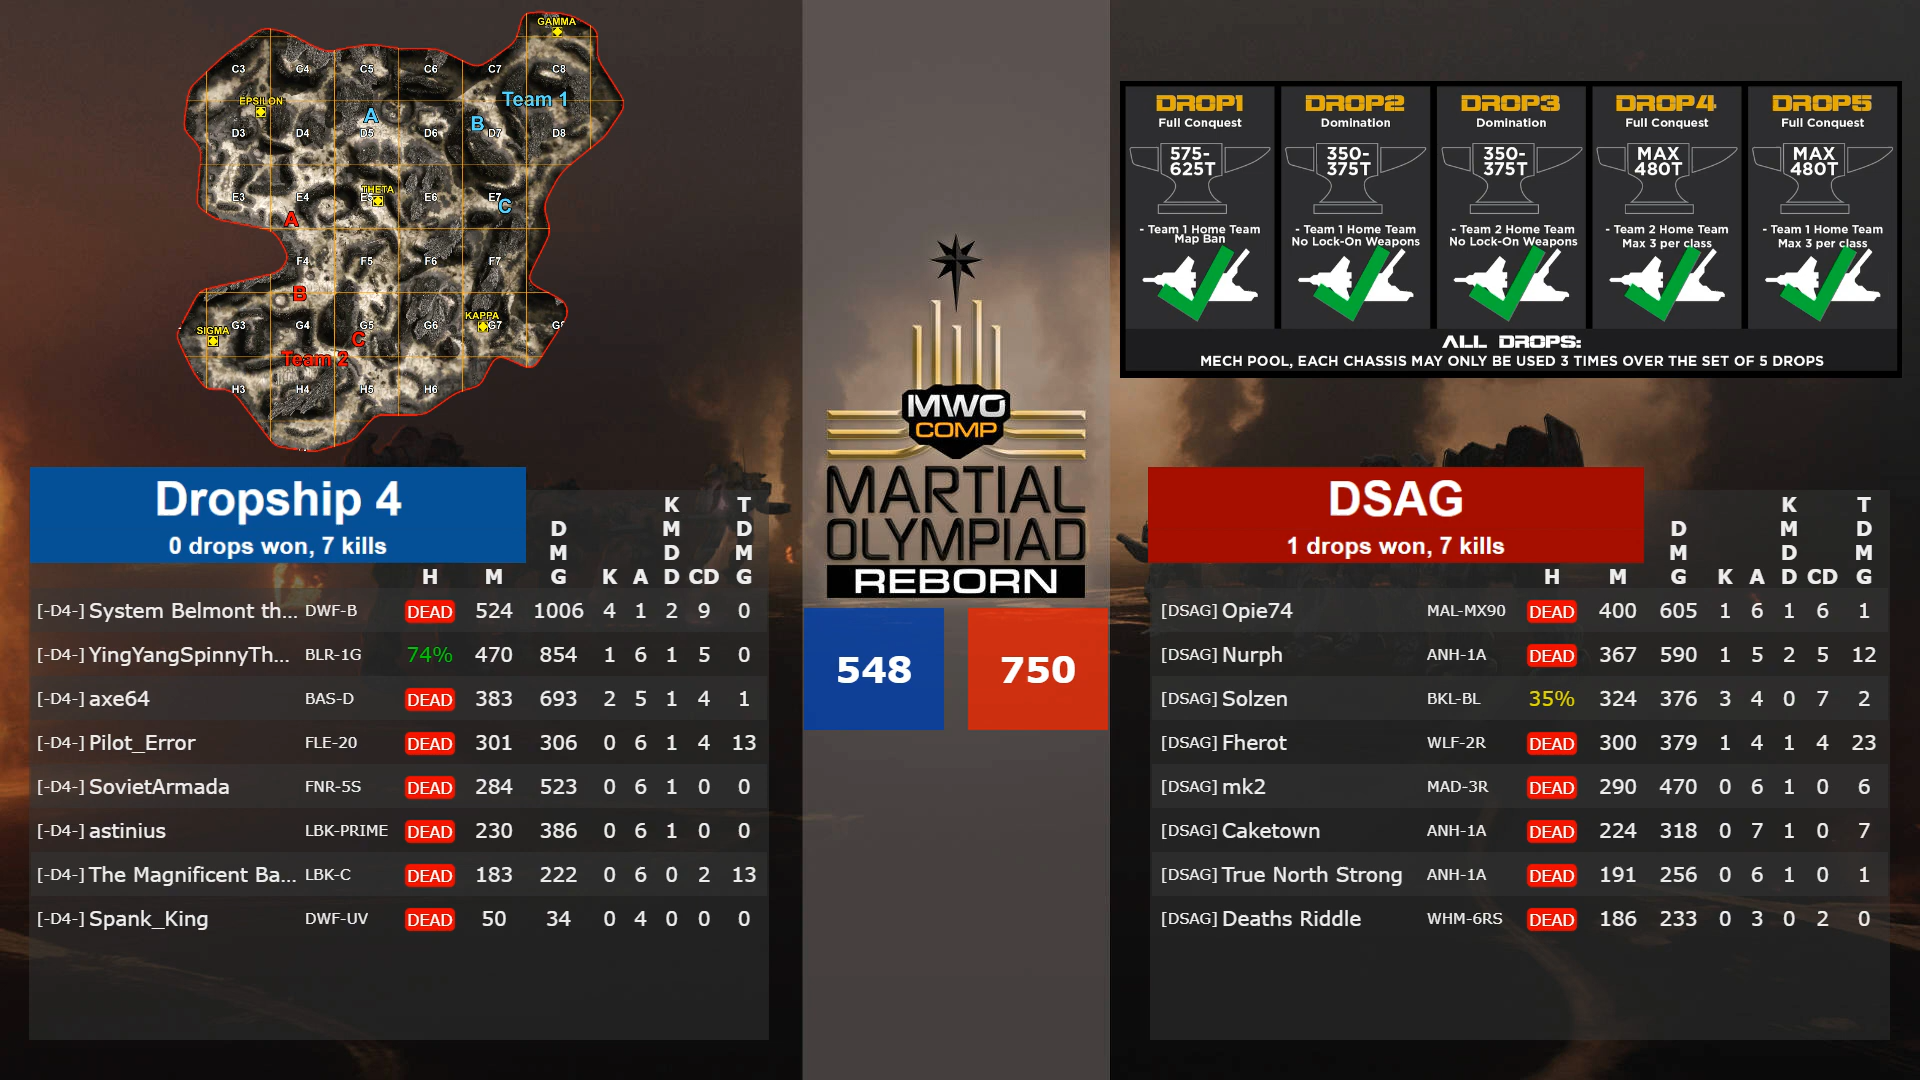 GAMMA
C3 C4 C5 C6 C7 C8
EPSILON
Team 1
A
B
D3 D4 D5 D6 D7 D8
THETA
E3 E4 E5 E6 E7
C
A
F4 F5 F6 F7
B
KAPPA
SIGMA
G3 G4 G5 G6 G7
C
Team 2
H3 H4 H5 H6
DROP1
Full Conquest
575-
625T
- Team 1 Home Team
Map Ban
DROP2
Domination
350-
375T
- Team 1 Home Team
No Lock-On Weapons
DROP3
Domination
350-
375T
- Team 2 Home Team
No Lock-On Weapons
DROP4
Full Conquest
MAX
480T
- Team 2 Home Team
Max 3 per class
DROP5
Full Conquest
MAX
480T
- Team 1 Home Team
Max 3 per class
ALL DROPS:
MECH POOL, EACH CHASSIS MAY ONLY BE USED 3 TIMES OVER THE SET OF 5 DROPS
MWO
COMP
MARTIAL
OLYMPIAD
REBORN
548 750
Dropship 4
0 drops won, 7 kills
H M DMG K A KMDD CD TDMG
[-D4-] System Belmont th... DWF-B DEAD 524 1006 4 1 2 9 0
[-D4-] YingYangSpinnyTh... BLR-1G 74% 470 854 1 6 1 5 0
[-D4-] axe64 BAS-D DEAD 383 693 2 5 1 4 1
[-D4-] Pilot_Error FLE-20 DEAD 301 306 0 6 1 4 13
[-D4-] SovietArmada FNR-5S DEAD 284 523 0 6 1 0 0
[-D4-] astinius LBK-PRIME DEAD 230 386 0 6 1 0 0
[-D4-] The Magnificent Ba... LBK-C DEAD 183 222 0 6 0 2 13
[-D4-] Spank_King DWF-UV DEAD 50 34 0 4 0 0 0
DSAG
1 drops won, 7 kills
H M DMG K A KMDD CD TDMG
[DSAG] Opie74 MAL-MX90 DEAD 400 605 1 6 1 6 1
[DSAG] Nurph ANH-1A DEAD 367 590 1 5 2 5 12
[DSAG] Solzen BKL-BL 35% 324 376 3 4 0 7 2
[DSAG] Fherot WLF-2R DEAD 300 379 1 4 1 4 23
[DSAG] mk2 MAD-3R DEAD 290 470 0 6 1 0 6
[DSAG] Caketown ANH-1A DEAD 224 318 0 7 1 0 7
[DSAG] True North Strong ANH-1A DEAD 191 256 0 6 1 0 1
[DSAG] Deaths Riddle WHM-6RS DEAD 186 233 0 3 0 2 0